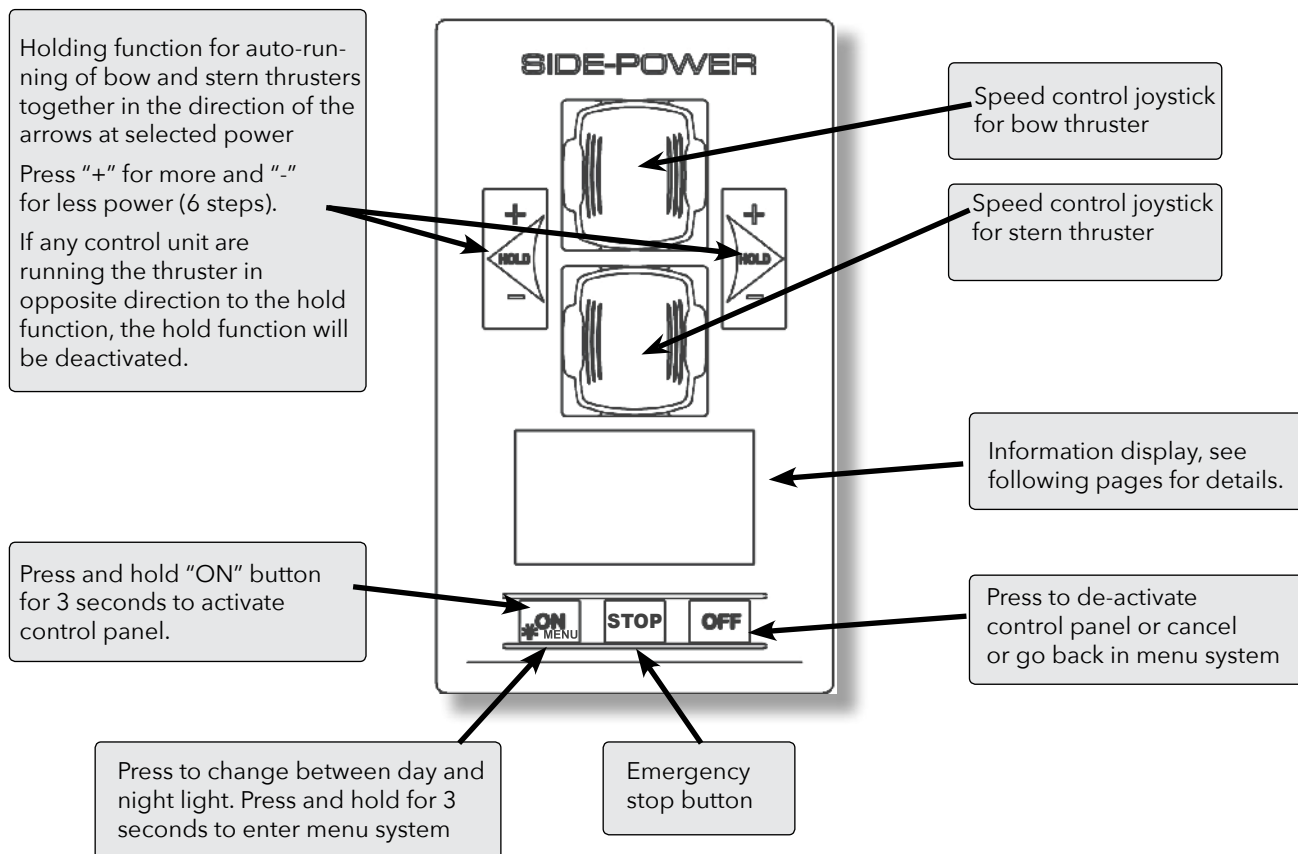 Holding function for auto-run-
ning of bow and stern thrusters
together in the direction of the
arrows at selected power
Press “+” for more and “-”
for less power (6 steps).
If any control unit are
running the thruster in
opposite direction to the hold
function, the hold function will
be deactivated.
SIDE-POWER
Speed control joystick
for bow thruster
Speed control joystick
for stern thruster
+
HOLD
-
+
HOLD
-
Information display, see
following pages for details.
Press and hold “ON” button
for 3 seconds to activate
control panel.
ON
MENU
STOP
OFF
Press to de-activate
control panel or cancel
or go back in menu system
Press to change between day and
night light. Press and hold for 3
seconds to enter menu system
Emergency
stop button